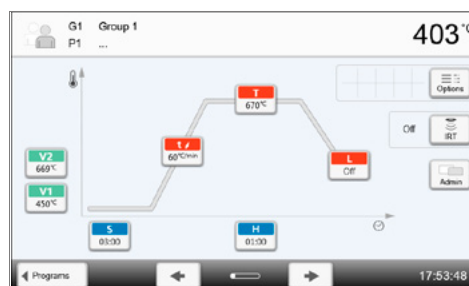 G1 Group 1
P1 ...
403°C
T
670°C
Options
t
60°C/min
Off
IRT
V2
669°C
L
Off
Admin
V1
450°C
S
03:00
H
01:00
Programs
17:53:48